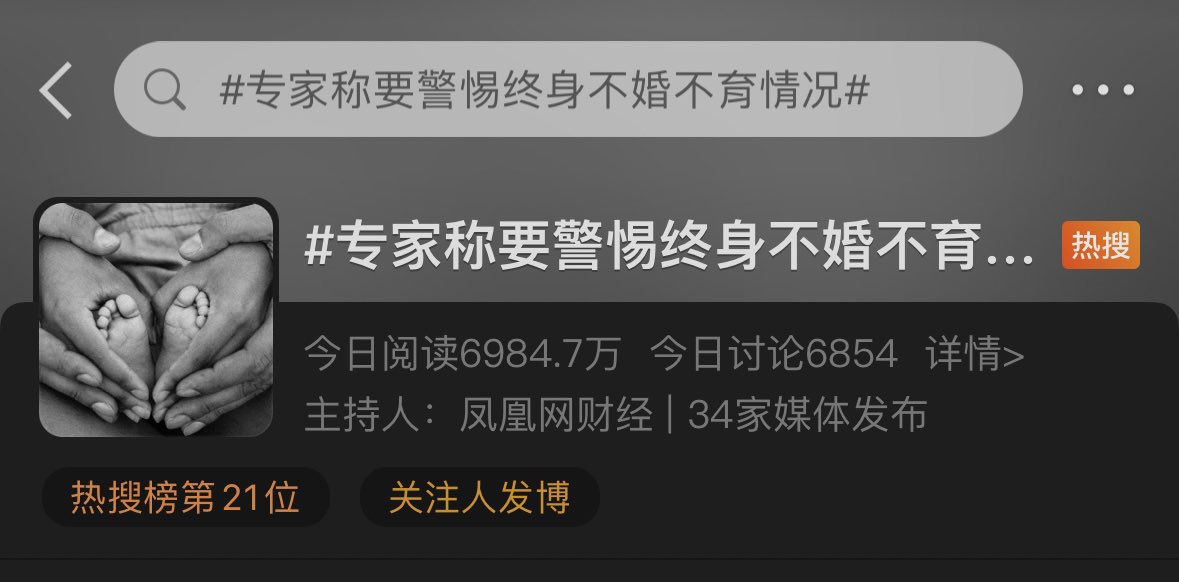 #专家称要警惕终身不婚不育情况#
#专家称要警惕终身不婚不育... 热搜
今日阅读6984.7万 今日讨论6854 详情>
主持人：凤凰网财经 | 34家媒体发布
热搜榜第21位 关注人发博